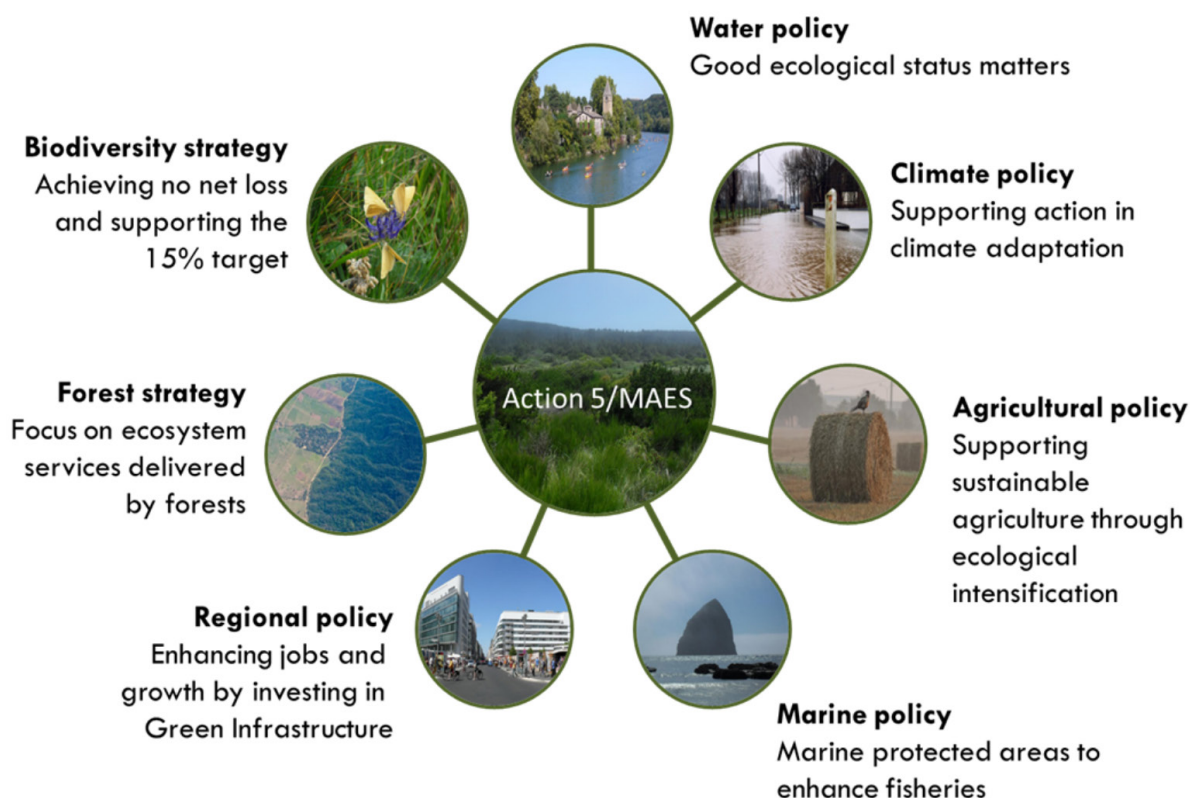 Water policy
Good ecological status matters
Biodiversity strategy
Achieving no net loss
and supporting the
15% target
Climate policy
Supporting action in
climate adaptation
Action 5/MAES
Forest strategy
Focus on ecosystem
services delivered
by forests
Agricultural policy
Supporting
sustainable
agriculture through
ecological
intensification
Regional policy
Enhancing jobs and
growth by investing in
Green Infrastructure
Marine policy
Marine protected areas to
enhance fisheries